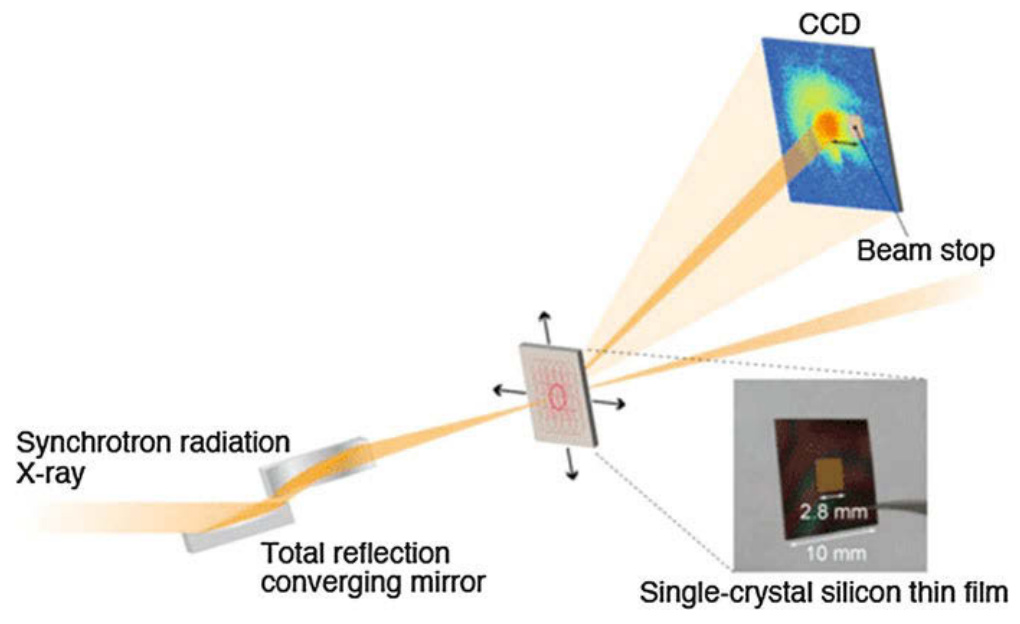 CCD
Beam stop
Synchrotron radiation
X-ray
Total reflection
converging mirror
2.8 mm
10 mm
Single-crystal silicon thin film